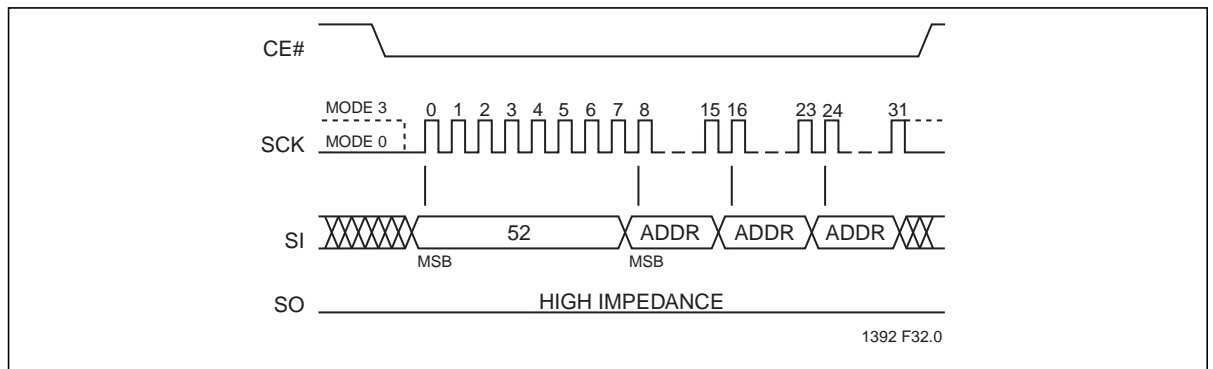 CE#
MODE 3
0 1 2 3 4 5 6 7 8 15 16 23 24 31
SCK
MODE 0
SI
52 ADDR ADDR ADDR
MSB MSB
SO
HIGH IMPEDANCE
1392 F32.0